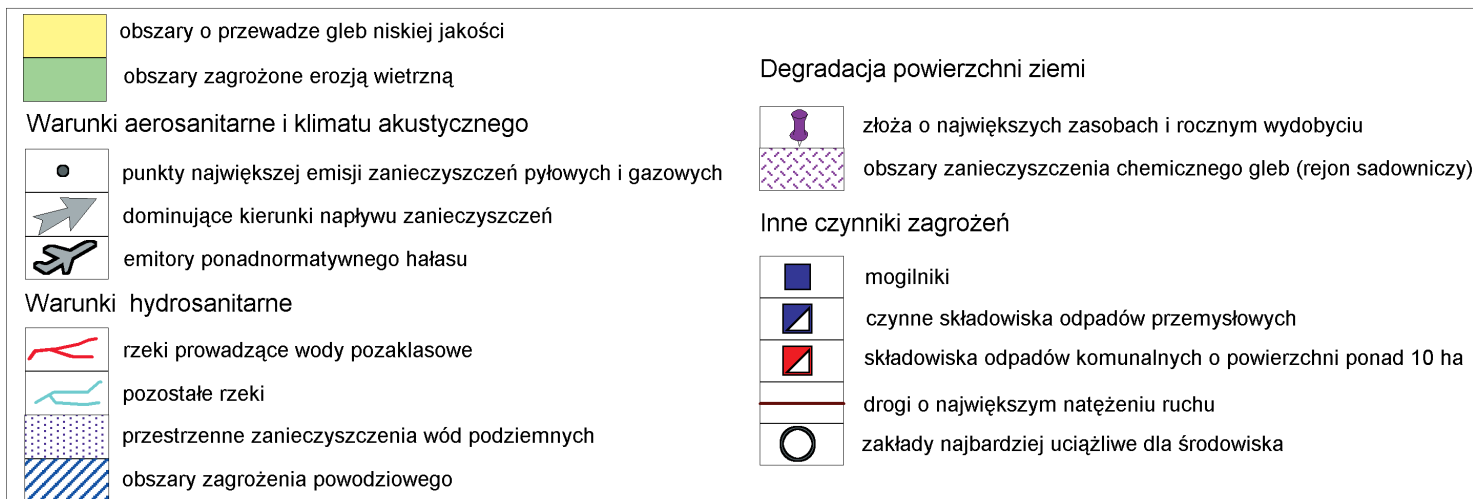 obszary o przewadze gleb niskiej jakości
obszary zagrożone erozją wietrzną
Warunki aerosanitarne i klimatu akustycznego
punkty największej emisji zanieczyszczeń pyłowych i gazowych
dominujące kierunki napływu zanieczyszczeń
emitory ponadnormatywnego hałasu
Warunki hydrosanitarne
rzeki prowadzące wody pozaklasowe
pozostałe rzeki
przestrzenne zanieczyszczenia wód podziemnych
obszary zagrożenia powodziowego
Degradacja powierzchni ziemi
złoża o największych zasobach i rocznym wydobyciu
obszary zanieczyszczenia chemicznego gleb (rejon sadowniczy)
Inne czynniki zagrożeń
mogilniki
czynne składowiska odpadów przemysłowych
składowiska odpadów komunalnych o powierzchni ponad 10 ha
drogi o największym natężeniu ruchu
zakłady najbardziej uciążliwe dla środowiska